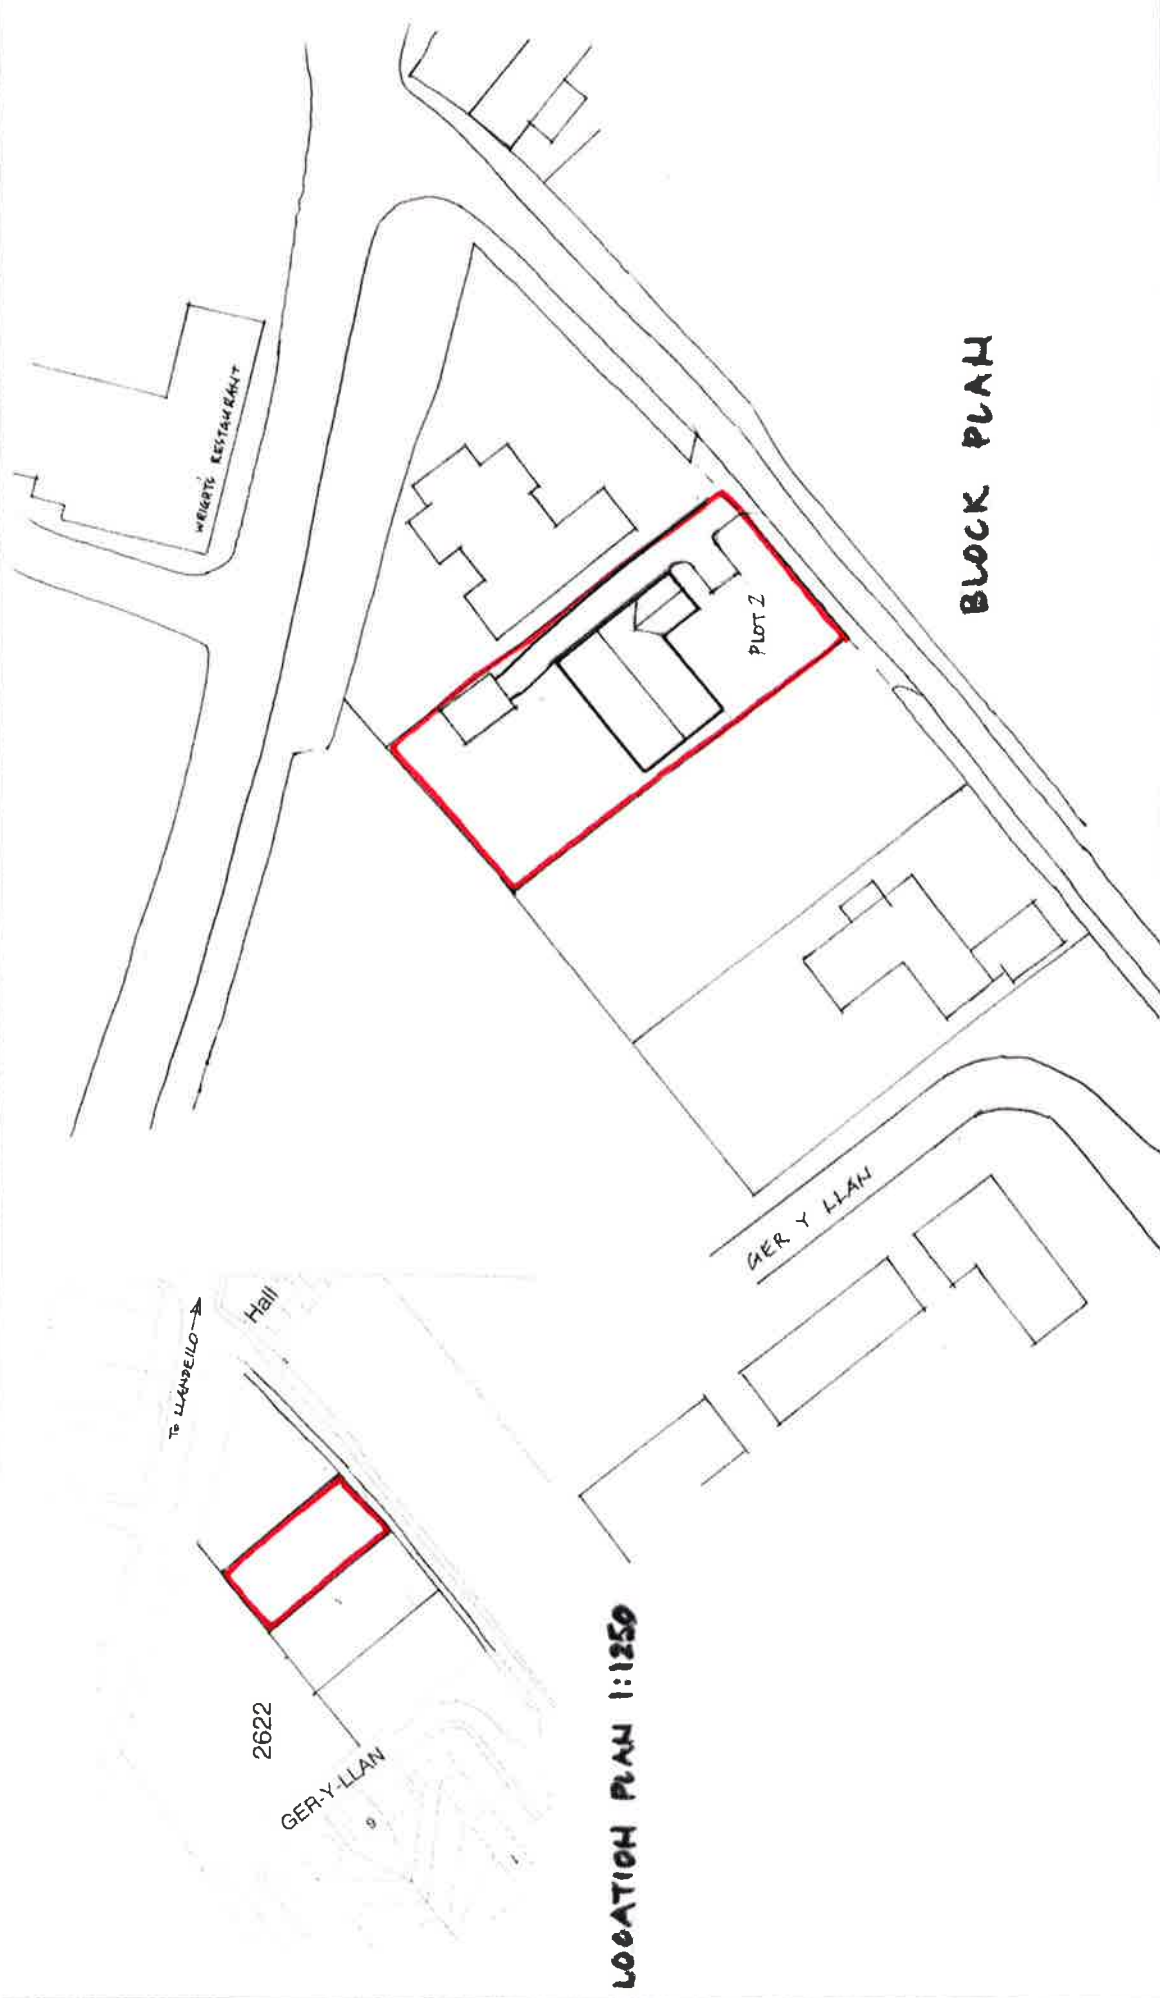 WRIGHTS' RESTAURANT
PLOT 2
BLOCK PLAN
GER Y LLAN
To LLANDEILO
Hall
2622
GER-Y-LLAN
9
LOCATION PLAN 1:1250